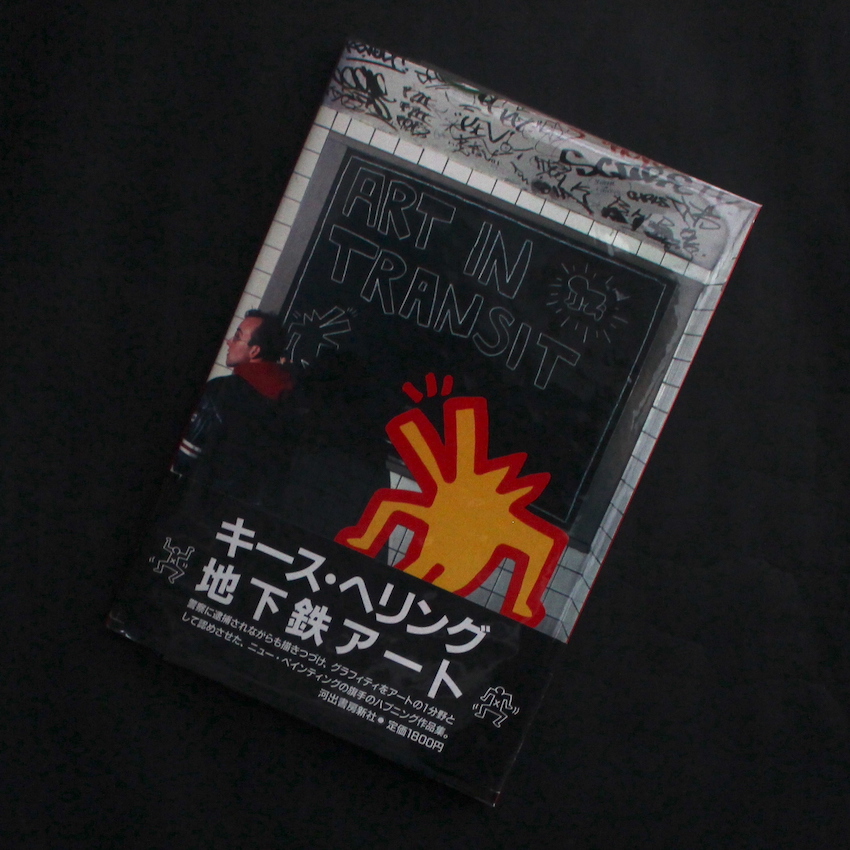 ART IN
TRANSIT
キース・ヘリング
地下鉄アート
警察に逮捕されながらも描きつづけ、グラフィティをアートの1分野と
して認めさせた、ニュー・ペインティングの旗手のハプニング作品集。
河出書房新社●定価1800円